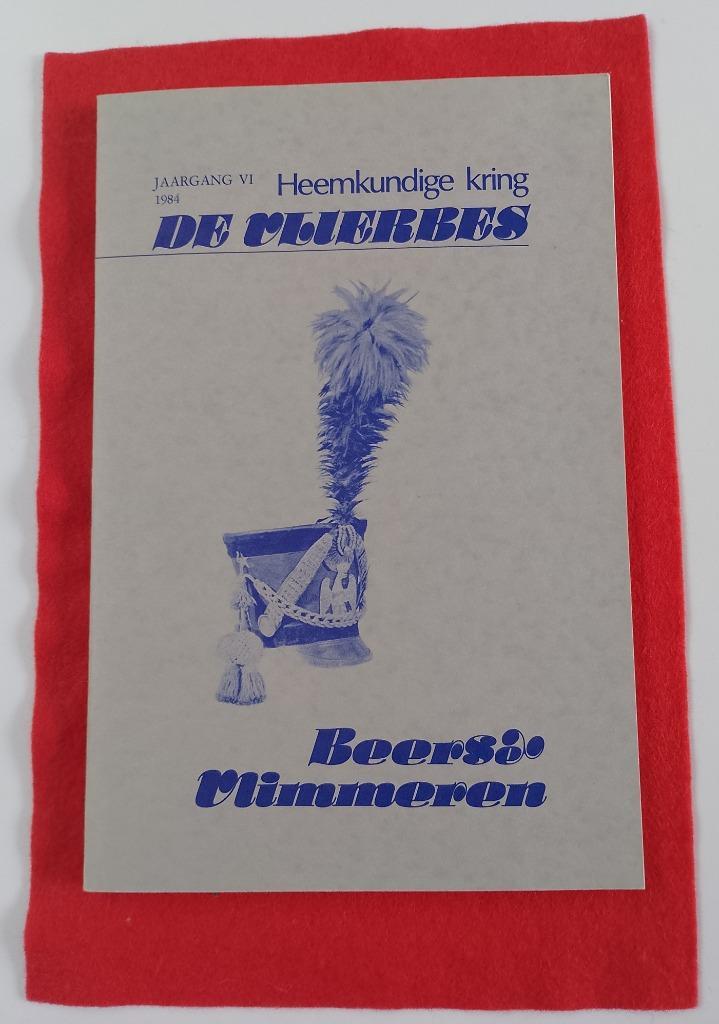 JAARGANG VI
1984
Heemkundige kring
DE VLIERBES
Beerse &
Vlimmeren